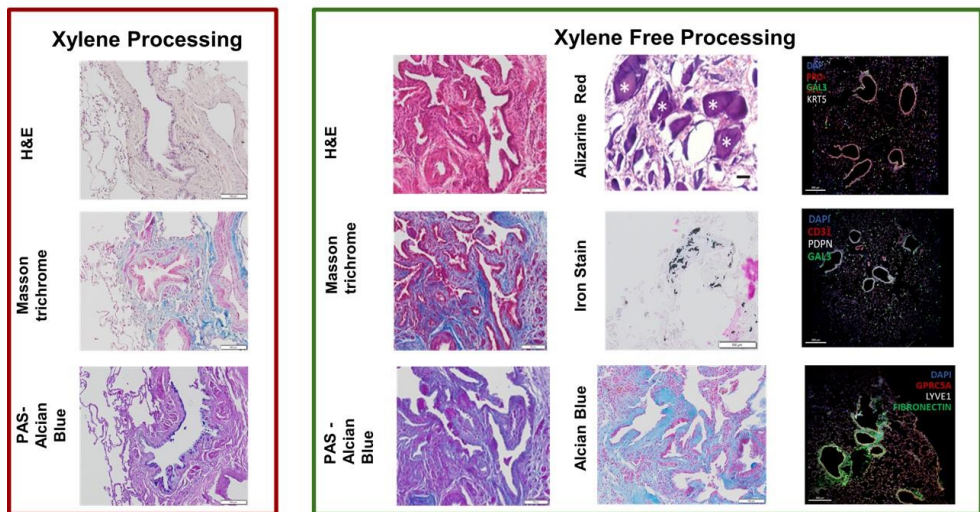 Xylene Processing
H&E
Masson
trichrome
PAS-
Alcian
Blue
Xylene Free Processing
H&E
Masson
trichrome
PAS -
Alcian
Blue
Alizarine Red
*
*
*
*
Iron Stain
Alcian Blue
DAPI
PRO-
GAL3
KRT5
DAPI
CD31
PDPN
GAL3
DAPI
GPRC5A
LYVE1
FIBRONECTIN